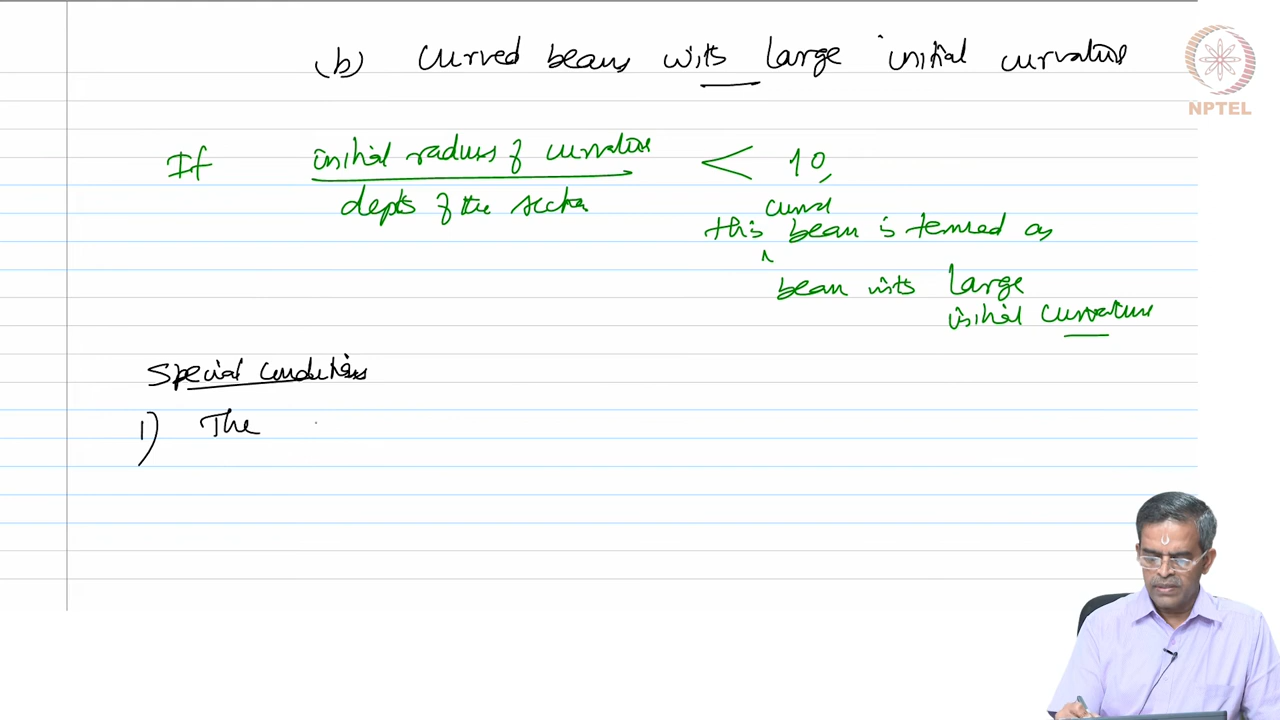 (b) Curved beams with large initial curvature
NPTEL
If initial radius of curvature < 10,
depth of the section
curved
this beam is termed as
beam with large
initial curvature
Special conditions
1) The